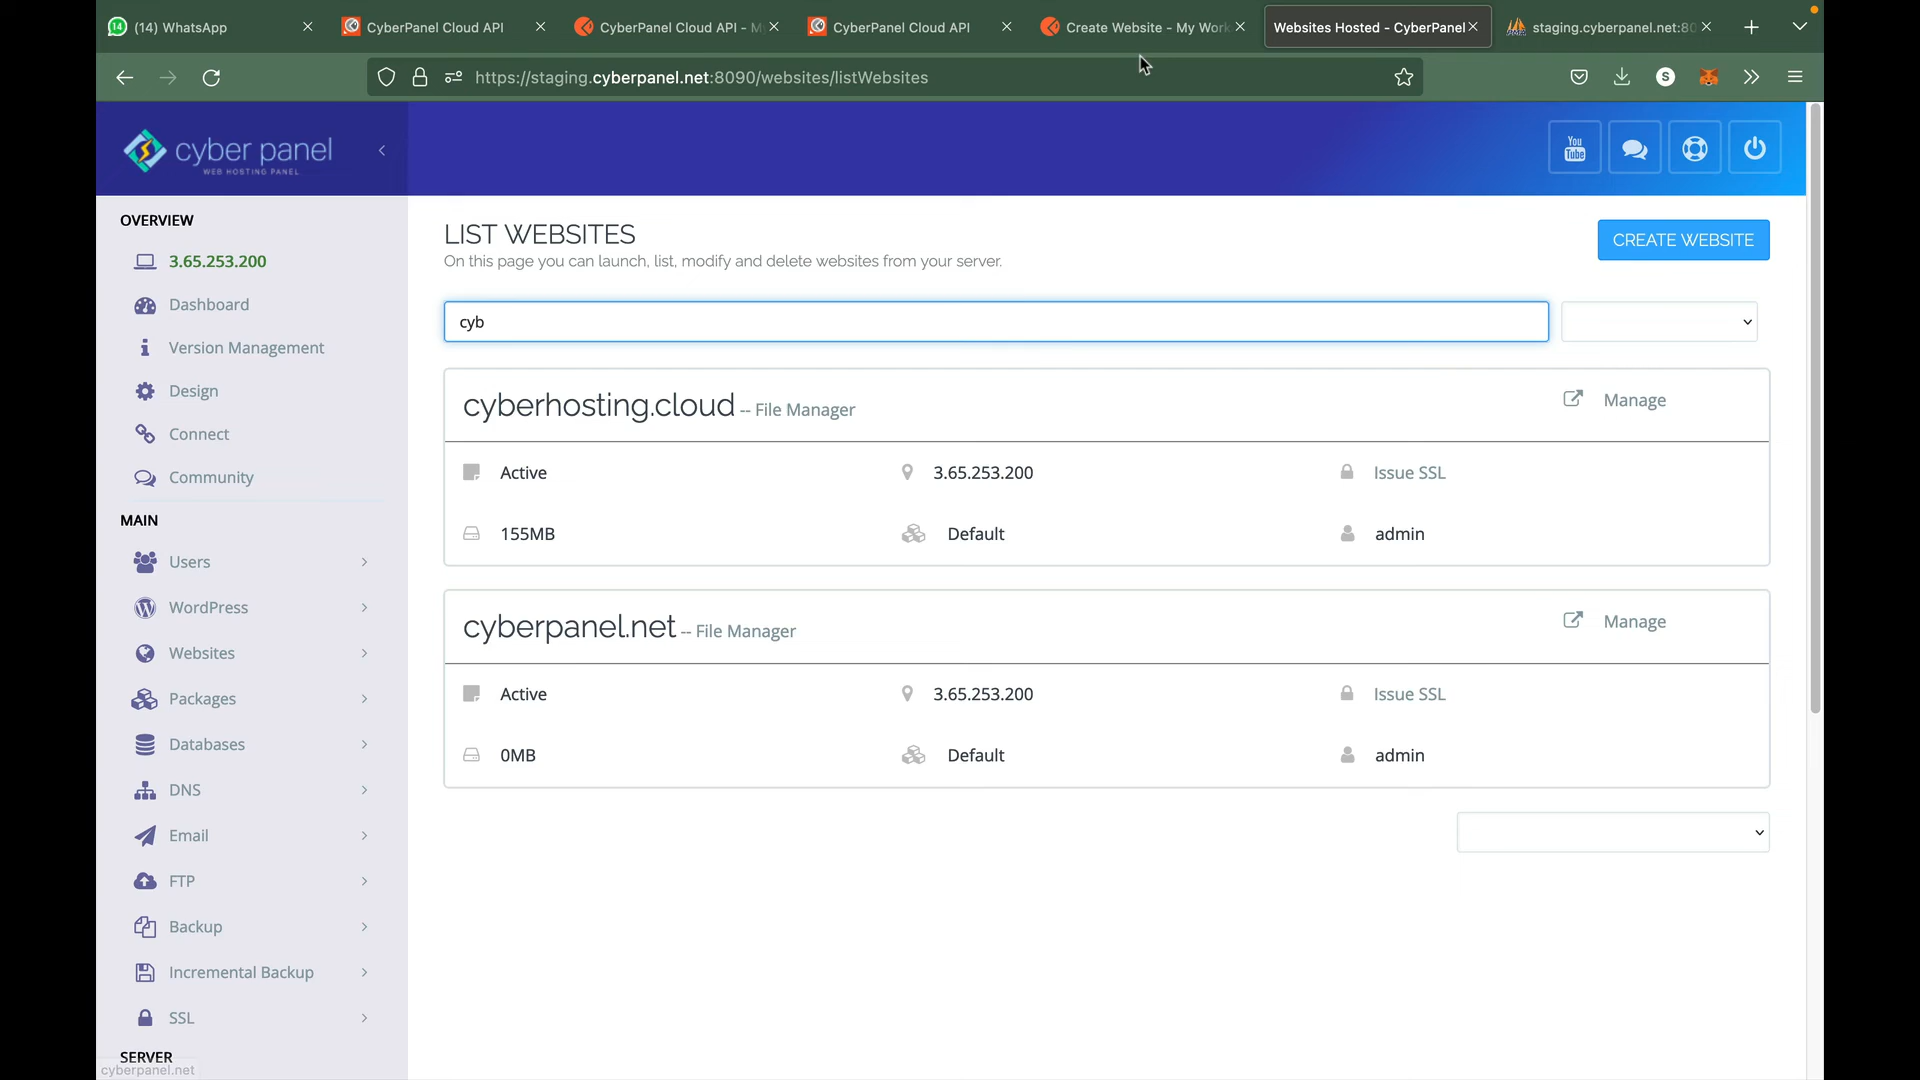 14
(14) WhatsApp
CyberPanel Cloud API
CyberPanel Cloud API - M
CyberPanel Cloud API
Create Website - My Work
Websites Hosted - CyberPanel
staging.cyberpanel.net:80
https://staging.cyberpanel.net:8090/websites/listWebsites
S
cyber panel
WEB HOSTING PANEL
You
Tube
OVERVIEW
3.65.253.200
Dashboard
Version Management
Design
Connect
Community
MAIN
Users
WordPress
Websites
Packages
Databases
DNS
Email
FTP
Backup
Incremental Backup
SSL
SERVER
cyberpanel.net
LIST WEBSITES
CREATE WEBSITE
On this page you can launch, list, modify and delete websites from your server.
cyb
cyberhosting.cloud -- File Manager
Manage
Active
3.65.253.200
Issue SSL
155MB
Default
admin
cyberpanel.net -- File Manager
Manage
Active
3.65.253.200
Issue SSL
0MB
Default
admin